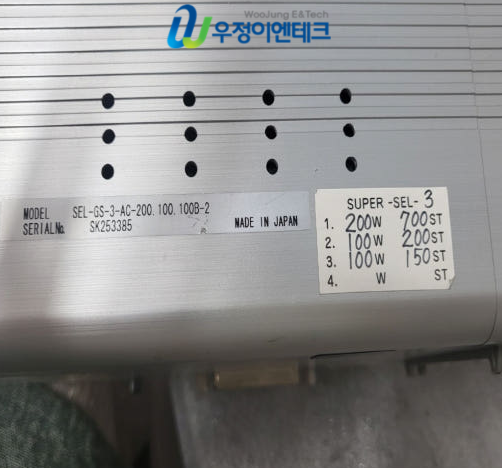 WooJung E&Tech
우정이엔테크
MODEL SEL-GS-3-AC-200.100.100B-2
SERIAL No. SK253385 MADE IN JAPAN
SUPER -SEL- 3
1. 200W 700ST
2. 100W 200ST
3. 100W 150ST
4. W ST